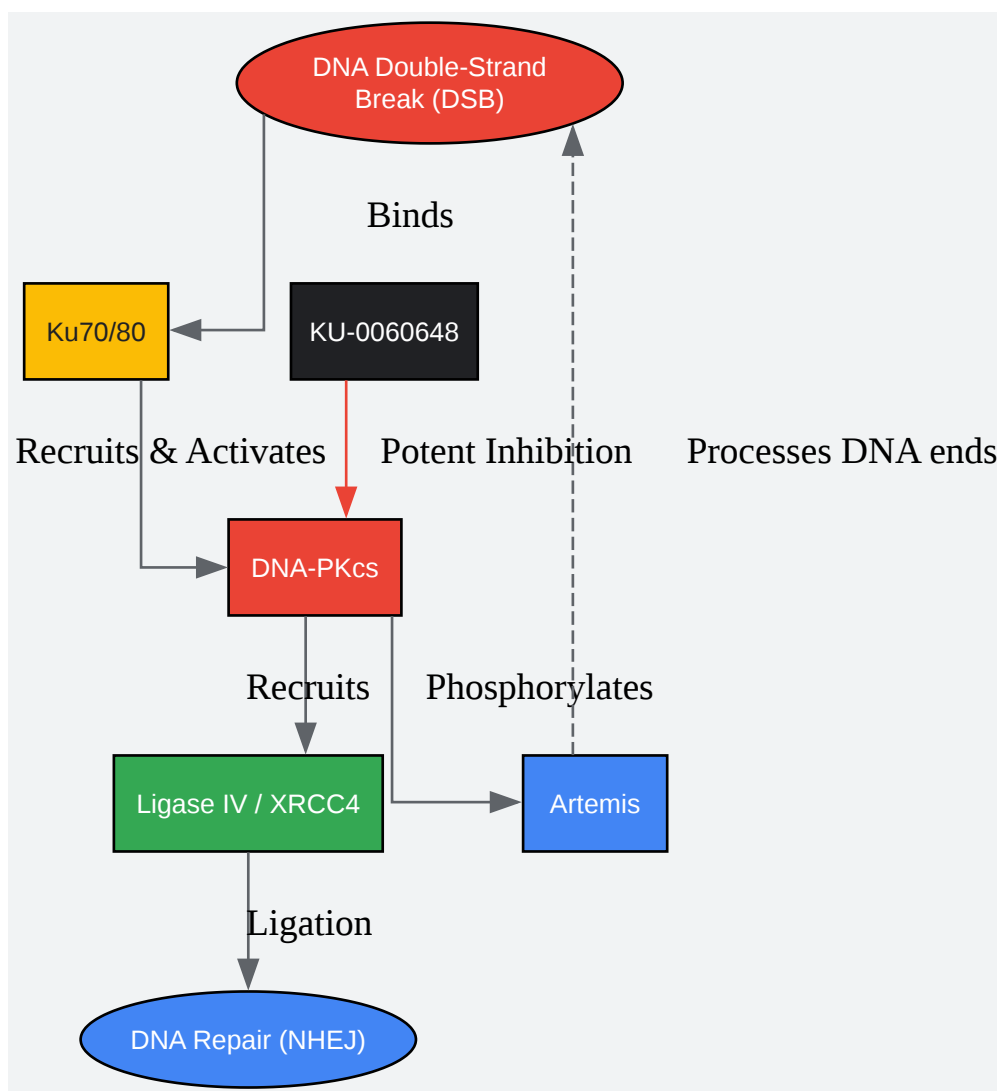 DNA Double-Strand
Break (DSB)
Binds
Ku70/80
KU-0060648
Recruits & Activates
Potent Inhibition
Processes DNA ends
DNA-PKcs
Recruits
Phosphorylates
Ligase IV / XRCC4
Artemis
Ligation
DNA Repair (NHEJ)